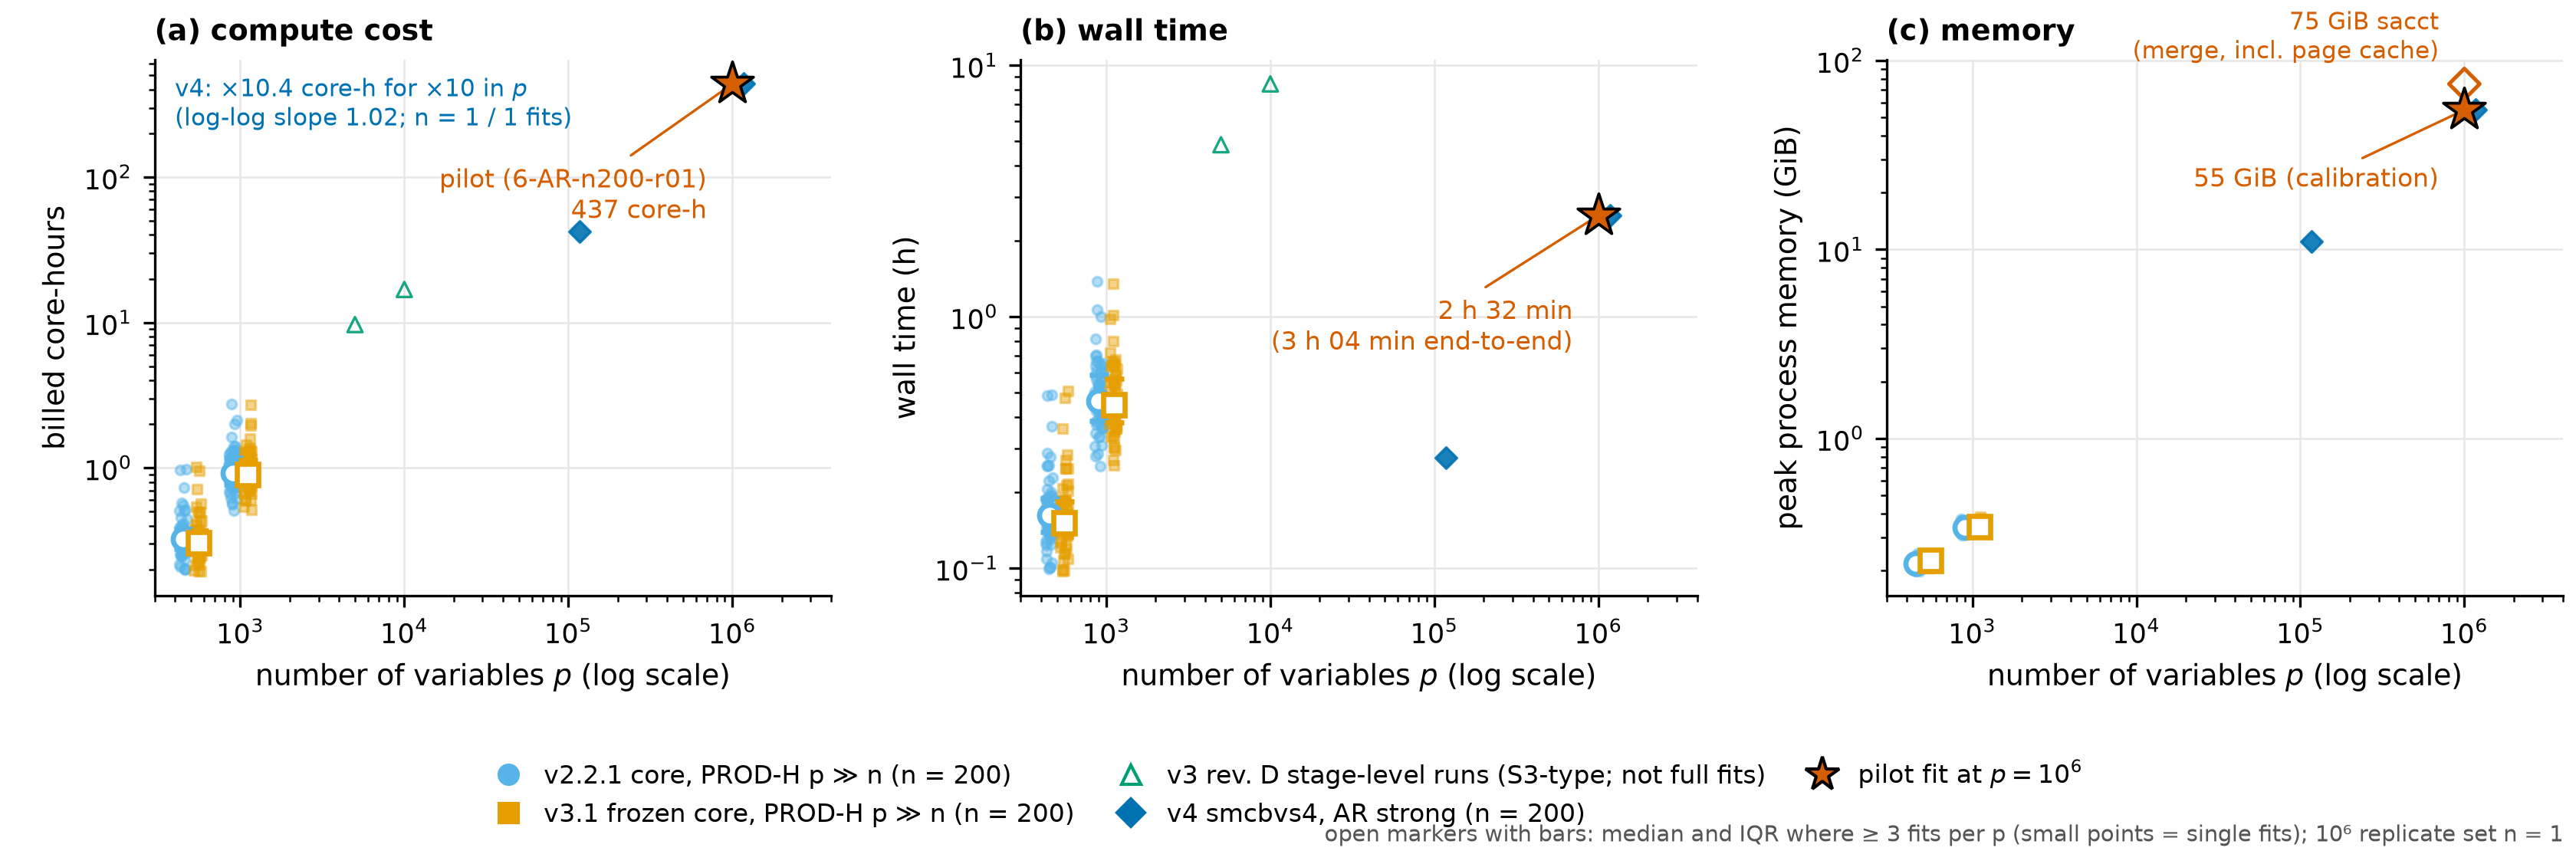 (a) compute cost
v4: ×10.4 core-h for ×10 in p
(log-log slope 1.02; n = 1 / 1 fits)
pilot (6-AR-n200-r01)
437 core-h
billed core-hours
10²
10¹
10⁰
10³
10⁴
10⁵
10⁶
number of variables p (log scale)
(b) wall time
wall time (h)
10¹
10⁰
10⁻¹
2 h 32 min
(3 h 04 min end-to-end)
10³
10⁴
10⁵
10⁶
number of variables p (log scale)
(c) memory
75 GiB sacct
(merge, incl. page cache)
55 GiB (calibration)
peak process memory (GiB)
10²
10¹
10⁰
10³
10⁴
10⁵
10⁶
number of variables p (log scale)
v2.2.1 core, PROD-H p ≫ n (n = 200)
v3.1 frozen core, PROD-H p ≫ n (n = 200)
v3 rev. D stage-level runs (S3-type; not full fits)
v4 smcbvs4, AR strong (n = 200)
pilot fit at p = 10⁶
open markers with bars: median and IQR where ≥ 3 fits per p (small points = single fits); 10⁶ replicate set n = 1